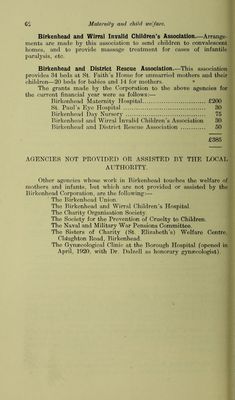 62 Maternity and child welfare.
Birkenhead and Wirral Invalid Children's Association.—Arrange-
ments are made by this association to send children to convalescent
homes, and to provide massage treatment for cases of infantile
paralysis, etc.
Birkenhead and District Rescue Association.—This association
provides 34 beds at St. Faith's Home for unmarried mothers and their
children—20 beds for babies and 14 for mothers.
The grants made by the Corporation to the above agencies for
the current financial year were as follows:—
Birkenhead Maternity Hospital........................ £200
St. Paul's Eye Hospital ................................ 30
Birkenhead Day Nursery ............................... 75
Birkenhead and Wirral Invalid Children's Association 30
Birkenhead and District Rescue Association ........... 50
£385
AGENCIES NOT PROVIDED OR ASSISTED BY THE LOCAL
AUTHORITY.
Other agencies whose work in Birkenhead touches the welfare of
mothers and infants, but which are not provided or assisted by the
Birkenhead Corporation, are the following:—
The Birkenhead Union.
The Birkenhead and Wirral Children's Hospital.
The Charity Organisation Society.
The Society for the Prevention of Cruelty to Children.
The Naval and Military War Pensions Committee.
The Sisters of Charity (St. Elizabeth's) Welfare Centre,
Claughton Road, Birkenhead.
The Gynæcological Clinic at the Borough Hospital (opened in
April, 1920, with Dr. Dalzell as honorary gynæcologist).